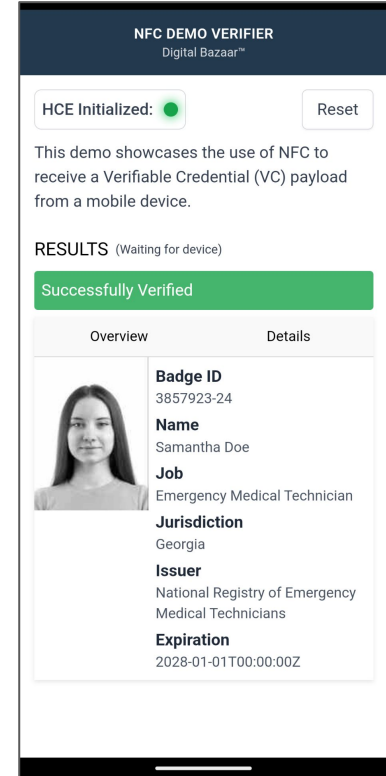 NFC DEMO VERIFIER
Digital Bazaar™
HCE Initialized:
Reset
This demo showcases the use of NFC to
receive a Verifiable Credential (VC) payload
from a mobile device.
RESULTS (Waiting for device)
Successfully Verified
Overview
Details
Badge ID
3857923-24
Name
Samantha Doe
Job
Emergency Medical Technician
Jurisdiction
Georgia
Issuer
National Registry of Emergency
Medical Technicians
Expiration
2028-01-01T00:00:00Z